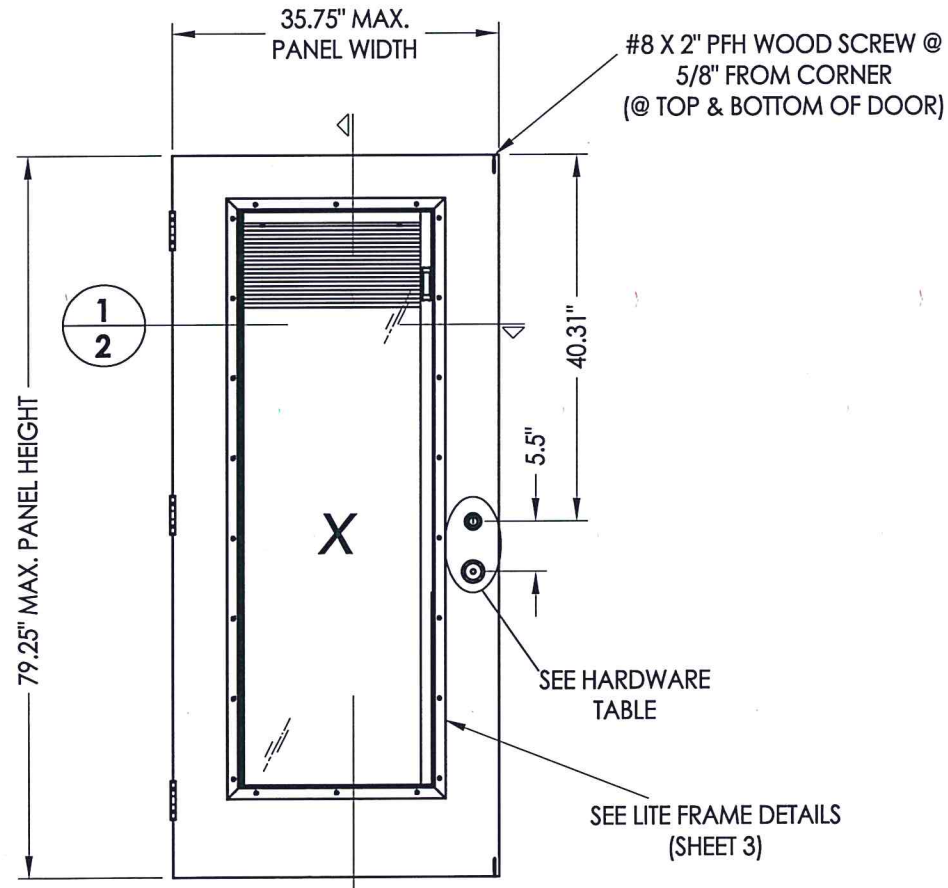 35.75" MAX.
PANEL WIDTH
#8 X 2" PFH WOOD SCREW @
5/8" FROM CORNER
(@ TOP & BOTTOM OF DOOR)
79.25" MAX. PANEL HEIGHT
1
2
40.31"
5.5"
X
SEE HARDWARE
TABLE
SEE LITE FRAME DETAILS
(SHEET 3)